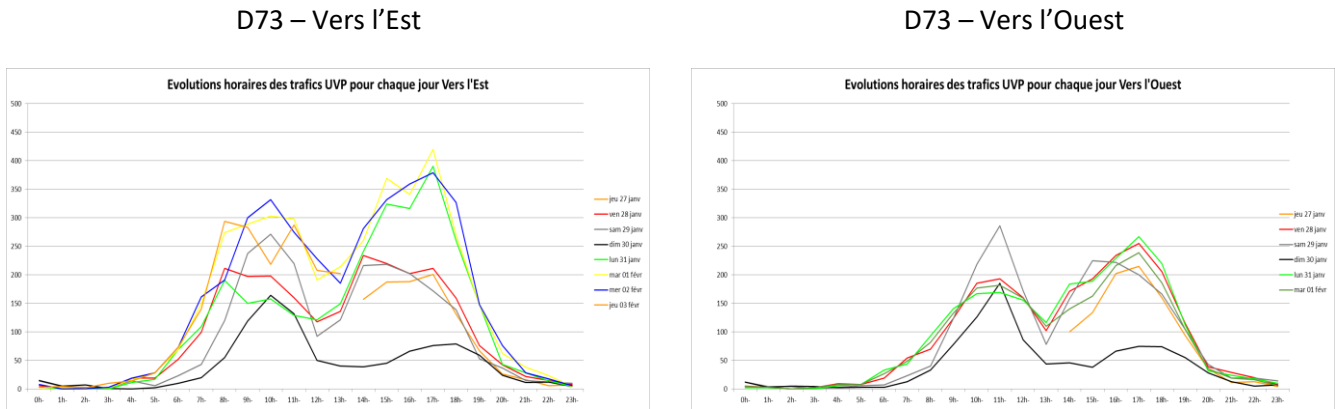 D73 – Vers l'Est
D73 – Vers l'Ouest
Evolutions horaires des trafics UVP pour chaque jour Vers l'Est
500
450
400
350
300
250
200
150
100
50
0
0h-
1h-
2h-
3h-
4h-
5h-
6h-
7h-
8h-
9h-
10h-
11h-
12h-
13h-
14h-
15h-
16h-
17h-
18h-
19h-
20h-
21h-
22h-
23h-
jeu 27 janv
ven 28 janv
sam 29 janv
dim 30 janv
lun 31 janv
mar 01 févr
mer 02 févr
jeu 03 févr
Evolutions horaires des trafics UVP pour chaque jour Vers l'Ouest
500
450
400
350
300
250
200
150
100
50
0
0h-
1h-
2h-
3h-
4h-
5h-
6h-
7h-
8h-
9h-
10h-
11h-
12h-
13h-
14h-
15h-
16h-
17h-
18h-
19h-
20h-
21h-
22h-
23h-
jeu 27 janv
ven 28 janv
sam 29 janv
dim 30 janv
lun 31 janv
mar 01 févr